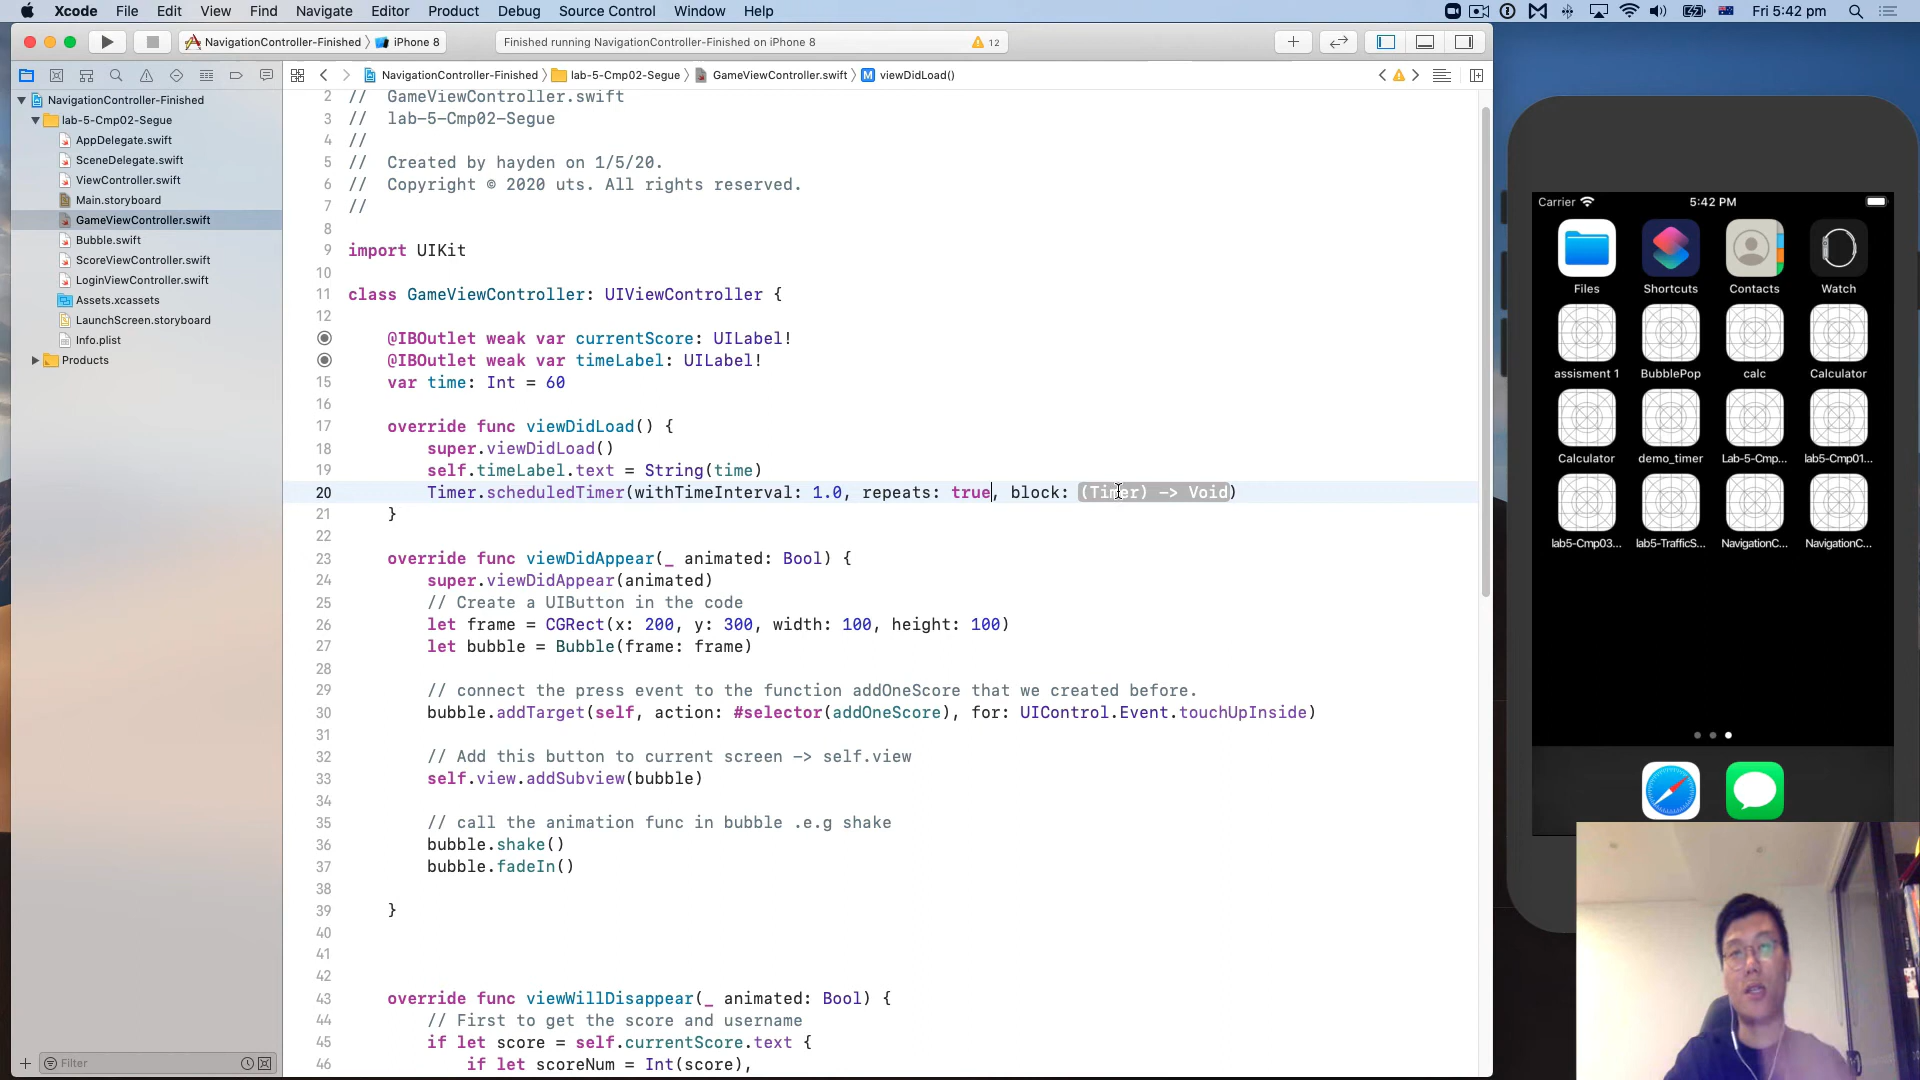 Xcode File Edit View Find Navigate Editor Product Debug Source Control Window Help Fri 5:42 pm
NavigationController-Finished iPhone 8
Finished running NavigationController-Finished on iPhone 8 12
NavigationController-Finished lab-5-Cmp02-Segue GameViewController.swift M viewDidLoad()
NavigationController-Finished
lab-5-Cmp02-Segue
AppDelegate.swift
SceneDelegate.swift
ViewController.swift
Main.storyboard
GameViewController.swift
Bubble.swift
ScoreViewController.swift
LoginViewController.swift
Assets.xcassets
LaunchScreen.storyboard
Info.plist
Products
Filter
2 // GameViewController.swift
3 // lab-5-Cmp02-Segue
4 //
5 // Created by hayden on 1/5/20.
6 // Copyright © 2020 uts. All rights reserved.
7 //
8
9 import UIKit
10
11 class GameViewController: UIViewController {
12
@IBOutlet weak var currentScore: UILabel!
@IBOutlet weak var timeLabel: UILabel!
15 var time: Int = 60
16
17 override func viewDidLoad() {
18 super.viewDidLoad()
19 self.timeLabel.text = String(time)
20 Timer.scheduledTimer(withTimeInterval: 1.0, repeats: true, block: (Timer) -> Void)
21 }
22
23 override func viewDidAppear(_ animated: Bool) {
24 super.viewDidAppear(animated)
25 // Create a UIButton in the code
26 let frame = CGRect(x: 200, y: 300, width: 100, height: 100)
27 let bubble = Bubble(frame: frame)
28
29 // connect the press event to the function addOneScore that we created before.
30 bubble.addTarget(self, action: #selector(addOneScore), for: UIControl.Event.touchUpInside)
31
32 // Add this button to current screen -> self.view
33 self.view.addSubview(bubble)
34
35 // call the animation func in bubble .e.g shake
36 bubble.shake()
37 bubble.fadeIn()
38
39 }
40
41
42
43 override func viewWillDisappear(_ animated: Bool) {
44 // First to get the score and username
45 if let score = self.currentScore.text {
46 if let scoreNum = Int(score),
Carrier 5:42 PM
Files Shortcuts Contacts Watch
assisment 1 BubblePop calc Calculator
Calculator demo_timer Lab-5-Cmp... lab5-Cmp01...
lab5-Cmp03... lab5-TrafficS... NavigationC... NavigationC...